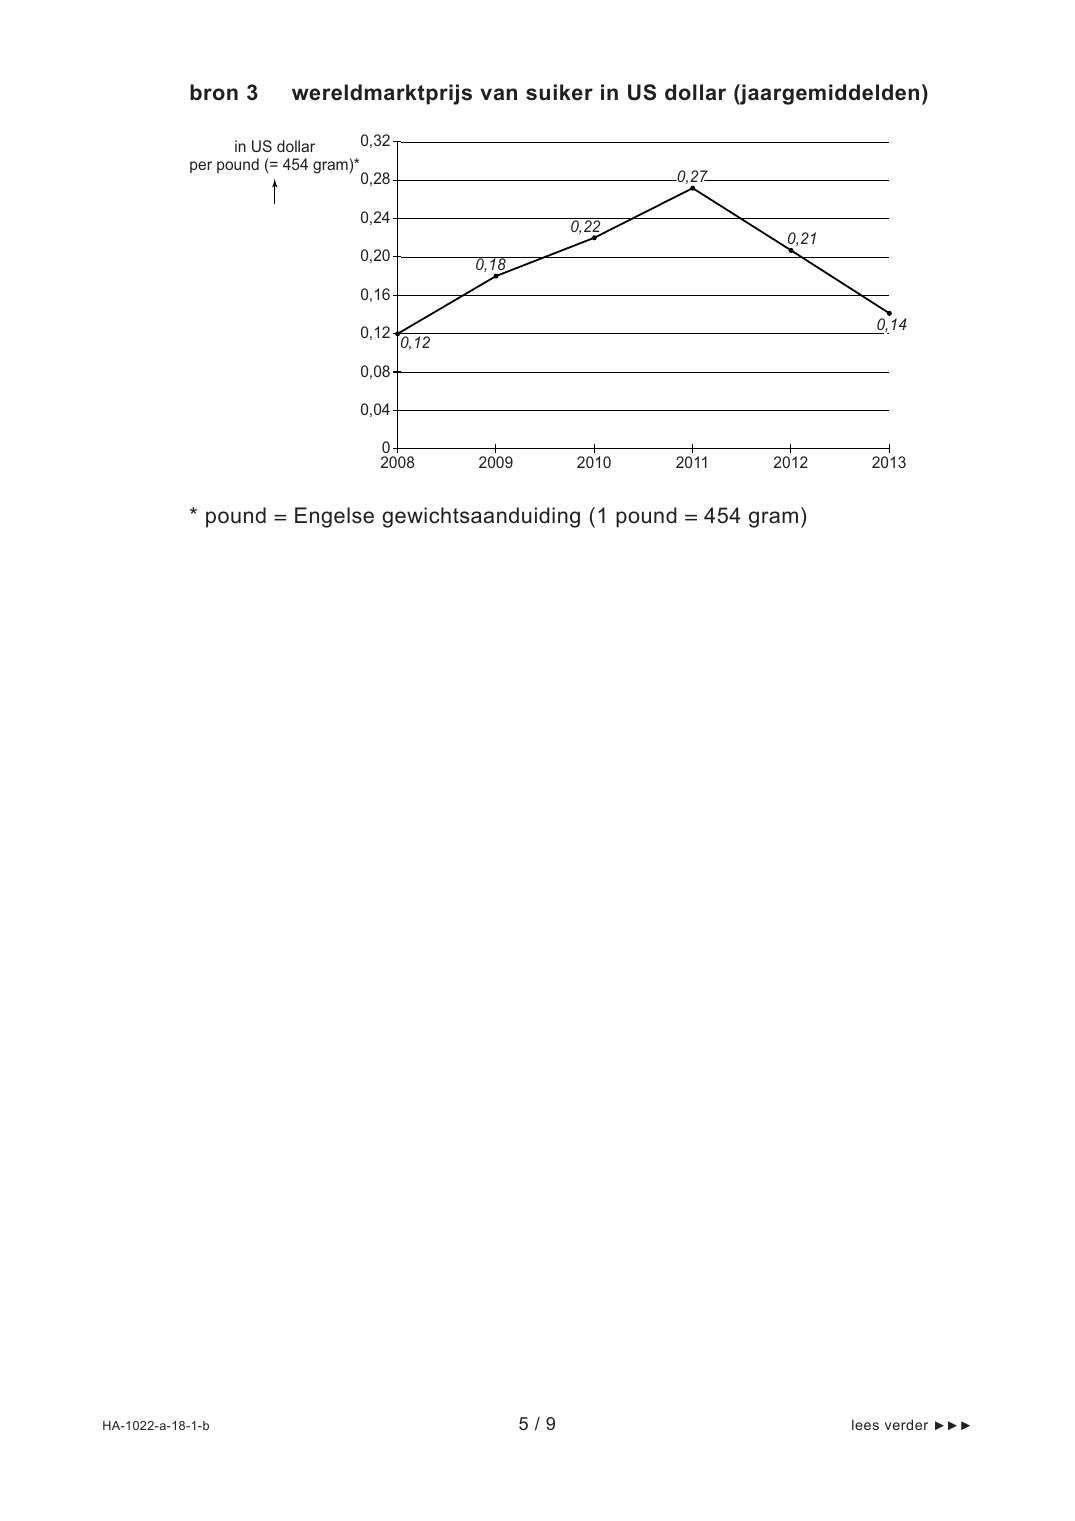 bron 3 wereldmarktprijs van suiker in US dollar (jaargemiddelden)
in US dollar
per pound (= 454 gram)*
0,32
0,28
0,24
0,20
0,16
0,12
0,08
0,04
0
0,12
0,18
0,22
0,27
0,21
0,14
2008 2009 2010 2011 2012 2013
* pound = Engelse gewichtsaanduiding (1 pound = 454 gram)
HA-1022-a-18-1-b 5 / 9 lees verder ►►►